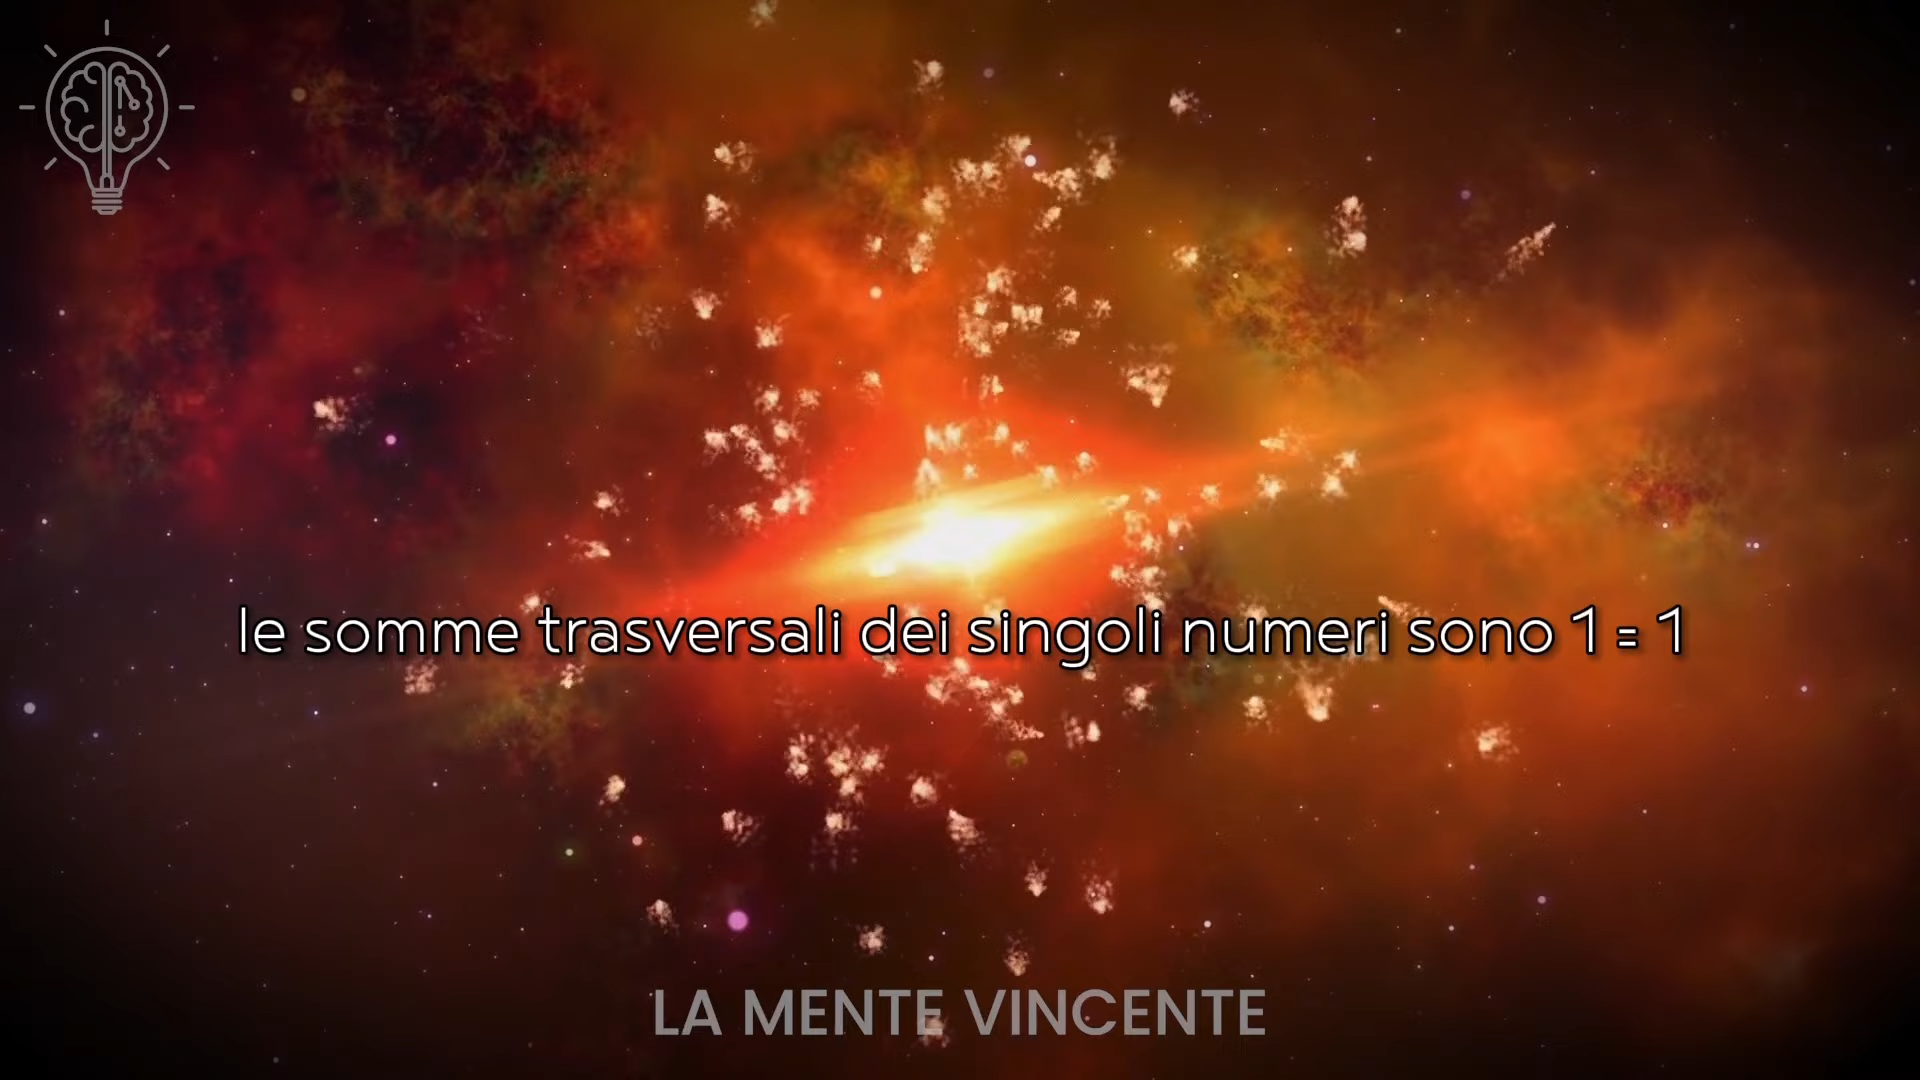 le somme trasversali dei singoli numeri sono 1 = 1
LA MENTE VINCENTE